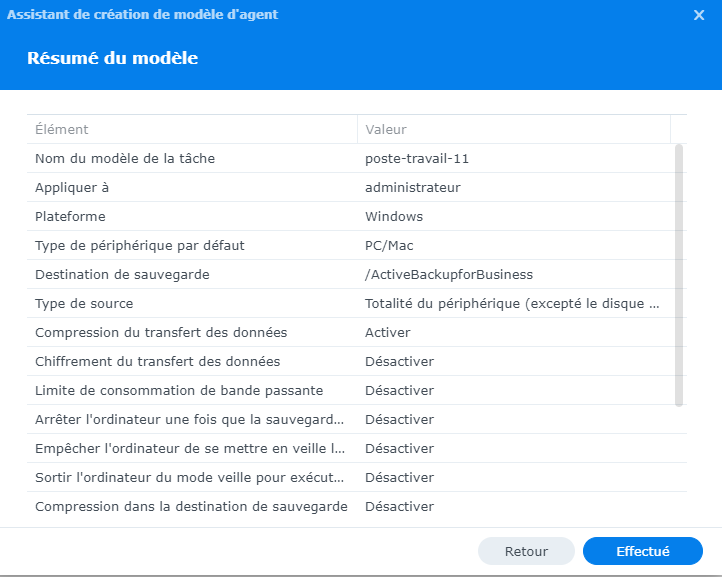 Assistant de création de modèle d'agent
Résumé du modèle
Élément Valeur
Nom du modèle de la tâche poste-travail-11
Appliquer à administrateur
Plateforme Windows
Type de périphérique par défaut PC/Mac
Destination de sauvegarde /ActiveBackupforBusiness
Type de source Totalité du périphérique (excepté le disque ...
Compression du transfert des données Activer
Chiffrement du transfert des données Désactiver
Limite de consommation de bande passante Désactiver
Arrêter l'ordinateur une fois que la sauvegard... Désactiver
Empêcher l'ordinateur de se mettre en veille l... Désactiver
Sortir l'ordinateur du mode veille pour exécut... Désactiver
Compression dans la destination de sauvegarde Désactiver
Retour Effectué